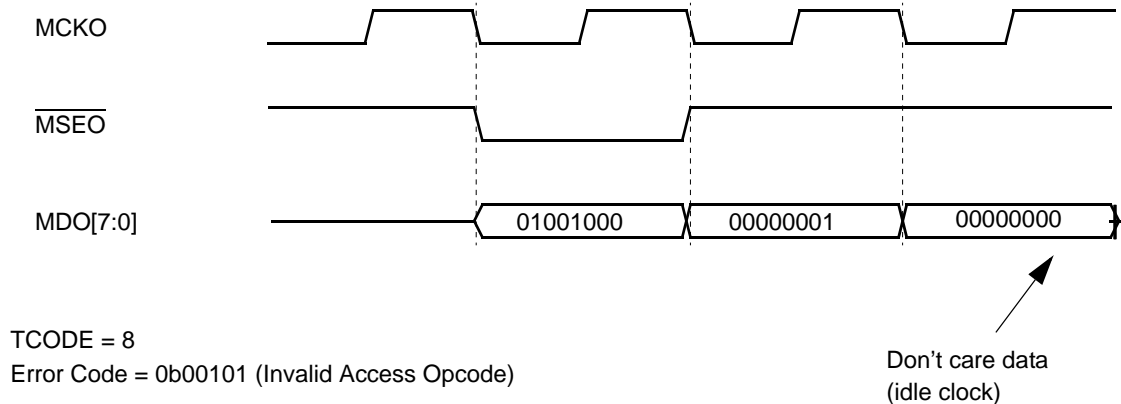 MCKO
MSEO
MDO[7:0]
01001000
00000001
00000000
TCODE = 8
Error Code = 0b00101 (Invalid Access Opcode)
Don't care data
(idle clock)